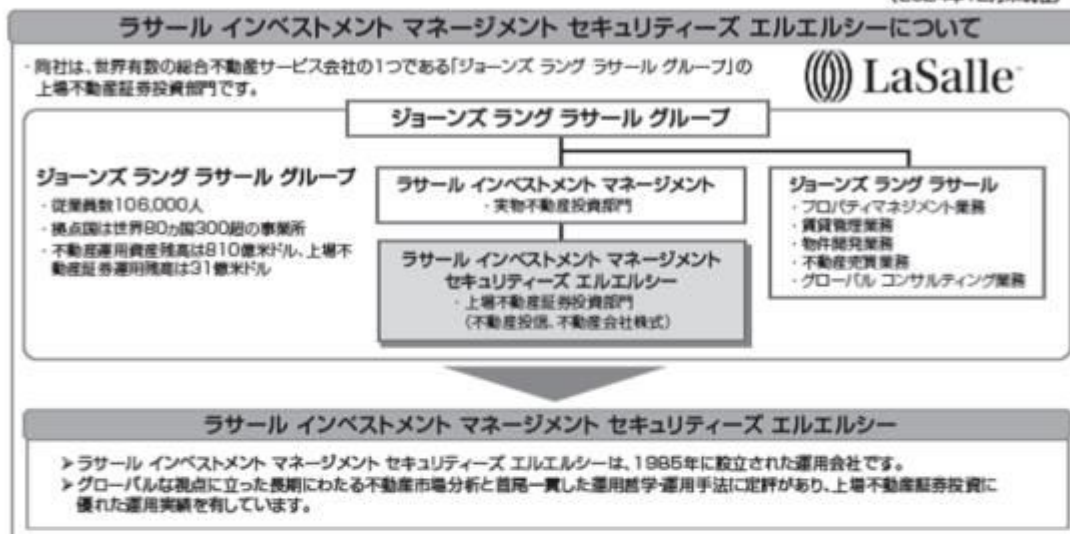 ラサール インベストメント マネージメント セキュリティーズ エルエルシーについて
・同社は、世界有数の総合不動産サービス会社の1つである「ジョーンズ ラング ラサール グループ」の
上場不動産証券投資部門です。
LaSalle
ジョーンズ ラング ラサール グループ
ジョーンズ ラング ラサール グループ
・従業員数106,000人
・拠点国は世界80ヵ国300超の事業所
・不動産運用資産残高は810億米ドル、上場不
動産証券運用残高は31億米ドル
ラサール インベストメント マネージメント
・実物不動産投資部門
ラサール インベストメント マネージメント
セキュリティーズ エルエルシー
・上場不動産証券投資部門
(不動産投信、不動産会社株式)
ジョーンズ ラング ラサール
・プロパティマネジメント業務
・賃貸管理業務
・物件開発業務
・不動産売買業務
・グローバル コンサルティング業務
ラサール インベストメント マネージメント セキュリティーズ エルエルシー
➤ラサール インベストメント マネージメント セキュリティーズ エルエルシーは、1985年に設立された運用会社です。
➤グローバルな視点に立った長期にわたる不動産市場分析と首尾一貫した運用哲学・運用手法に定評があり、上場不動産証券投資に
優れた運用実績を有しています。